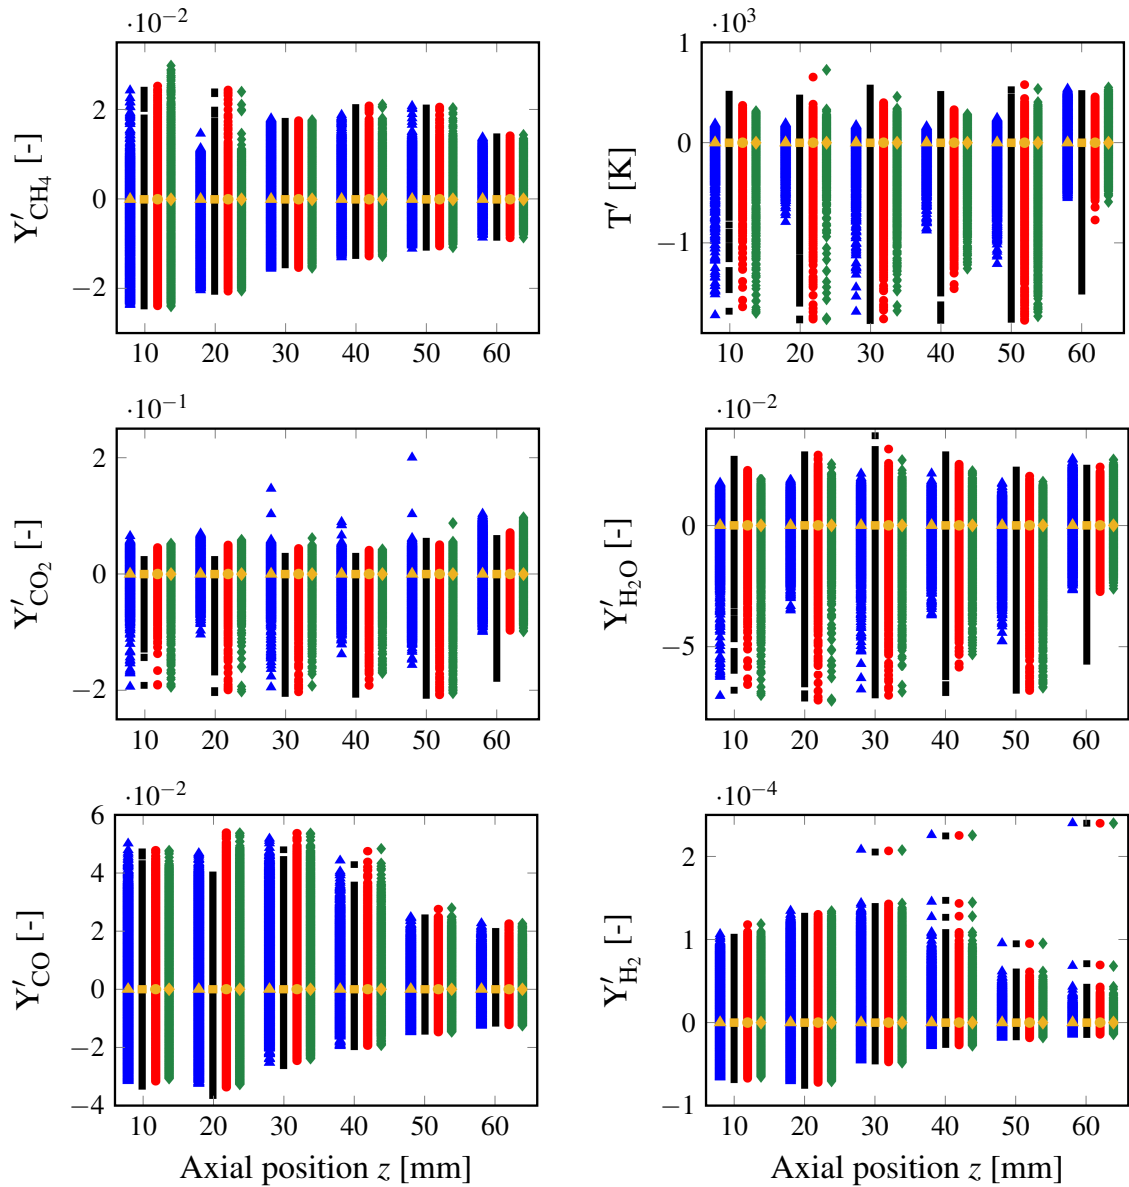 ·10⁻²
2
0
−2
Y′CH₄ [-]
10 20 30 40 50 60
·10³
1
0
−1
T′ [K]
10 20 30 40 50 60
·10⁻¹
2
0
−2
Y′CO₂ [-]
10 20 30 40 50 60
·10⁻²
0
−5
Y′H₂O [-]
10 20 30 40 50 60
·10⁻²
6
4
2
0
−2
−4
Y′CO [-]
10 20 30 40 50 60
Axial position z [mm]
·10⁻⁴
2
1
0
−1
Y′H₂ [-]
10 20 30 40 50 60
Axial position z [mm]